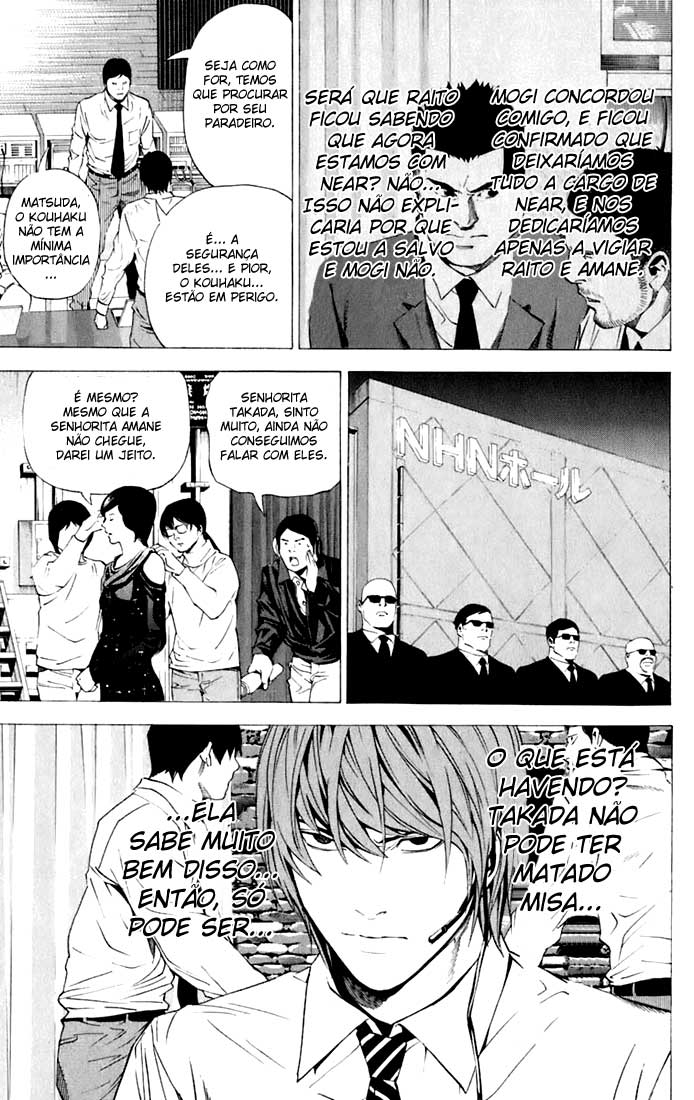 MOGI CONCORDOU
COMIGO, E FICOU
CONFIRMADO QUE
DEIXARÍAMOS
TUDO A CARGO DE
NEAR, E NOS
DEDICARÍAMOS
APENAS A VIGIAR
RAITO E AMANE.
SERÁ QUE RAITO
FICOU SABENDO
QUE AGORA
ESTAMOS COM
NEAR? NÃO...
ISSO NÃO EXPLI-
CARIA POR QUE
ESTOU A SALVO
E MOGI NÃO.
SEJA COMO
FOR, TEMOS
QUE PROCURAR
POR SEU
PARADEIRO.
É... A
SEGURANÇA
DELES... E PIOR,
O KOUHAKU...
ESTÃO EM PERIGO.
MATSUDA,
O KOUHAKU
NÃO TEM A
MÍNIMA
IMPORTÂNCIA
...
NHNホール
SENHORITA
TAKADA, SINTO
MUITO, AINDA NÃO
CONSEGUIMOS
FALAR COM ELES.
É MESMO?
MESMO QUE A
SENHORITA AMANE
NÃO CHEGUE,
DAREI UM JEITO.
O QUE ESTÁ
HAVENDO?
TAKADA NÃO
PODE TER
MATADO
MISA...
...ELA
SABE MUITO
BEM DISSO...
ENTÃO, SÓ
PODE SER...